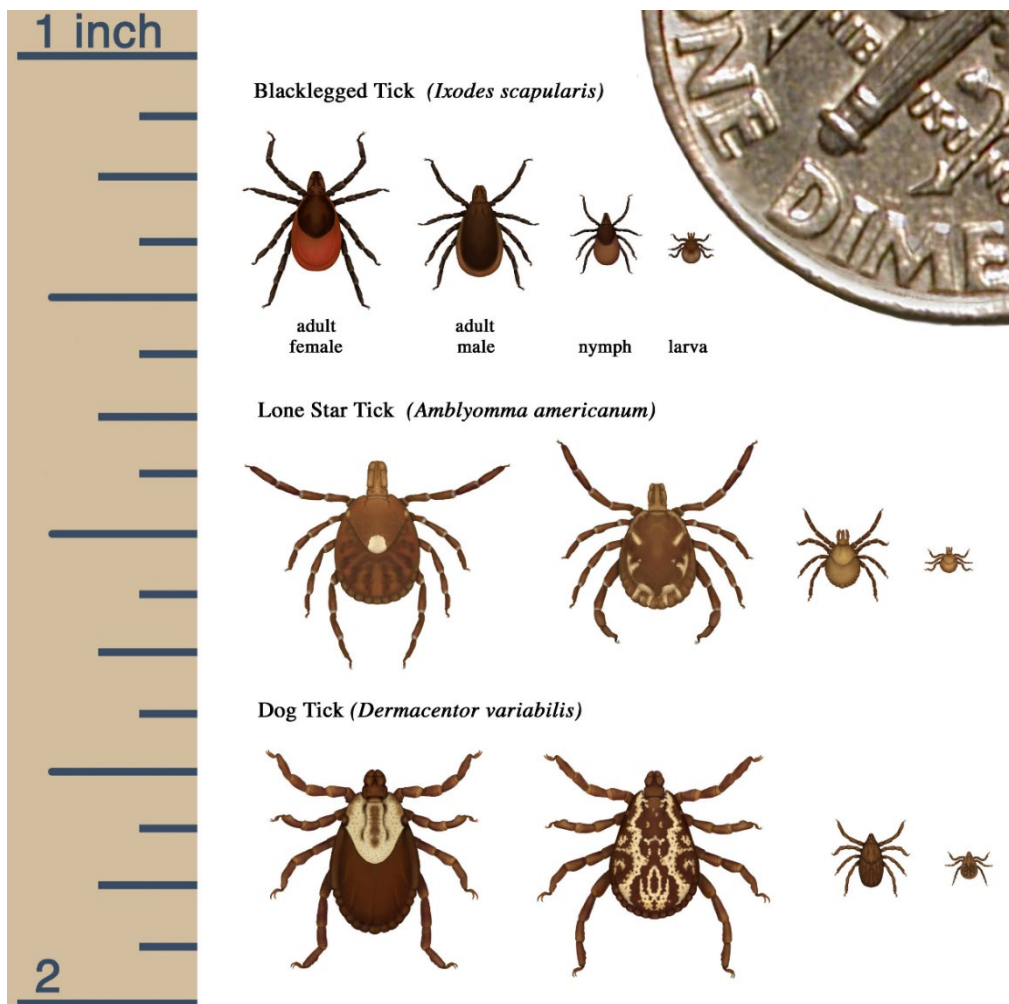 1 inch
Blacklegged Tick (Ixodes scapularis)
ONE DIME
adult female
adult male
nymph
larva
Lone Star Tick (Amblyomma americanum)
Dog Tick (Dermacentor variabilis)
2